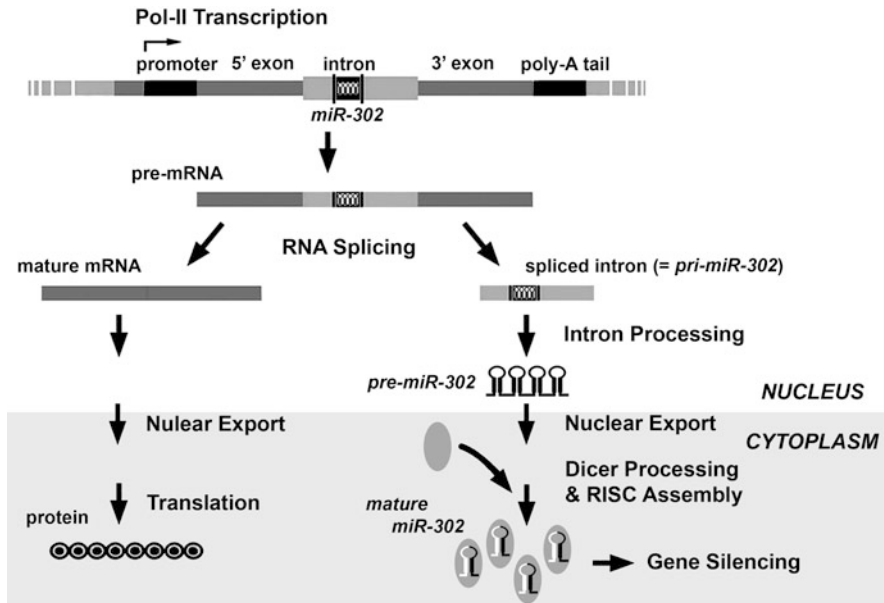 Pol-II Transcription
promoter 5' exon intron 3' exon poly-A tail
miR-302
pre-mRNA
RNA Splicing
mature mRNA
spliced intron (= pri-miR-302)
Intron Processing
pre-miR-302
NUCLEUS
Nulear Export
Nuclear Export
CYTOPLASM
Dicer Processing
& RISC Assembly
Translation
mature
miR-302
protein
Gene Silencing